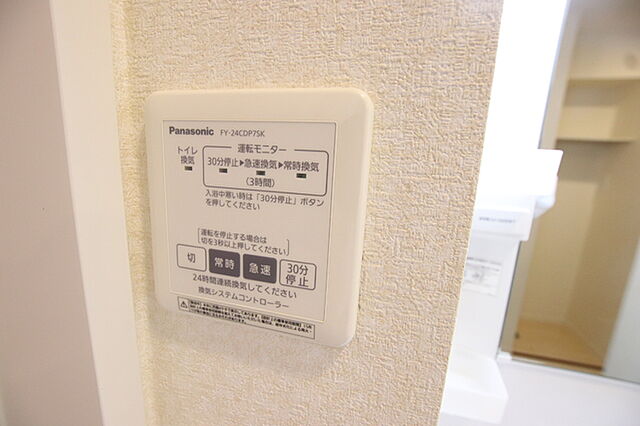 Panasonic FY-24CDP7SK
運転モニター
トイレ
換気
30分停止▶急速換気▶常時換気
(3時間)
入浴中寒い時は「30分停止」ボタン
を押してください
運転を停止する場合は
切を3秒以上押してください
切 常時 急速 30分
停止
24時間連続換気してください
換気システムコントローラー